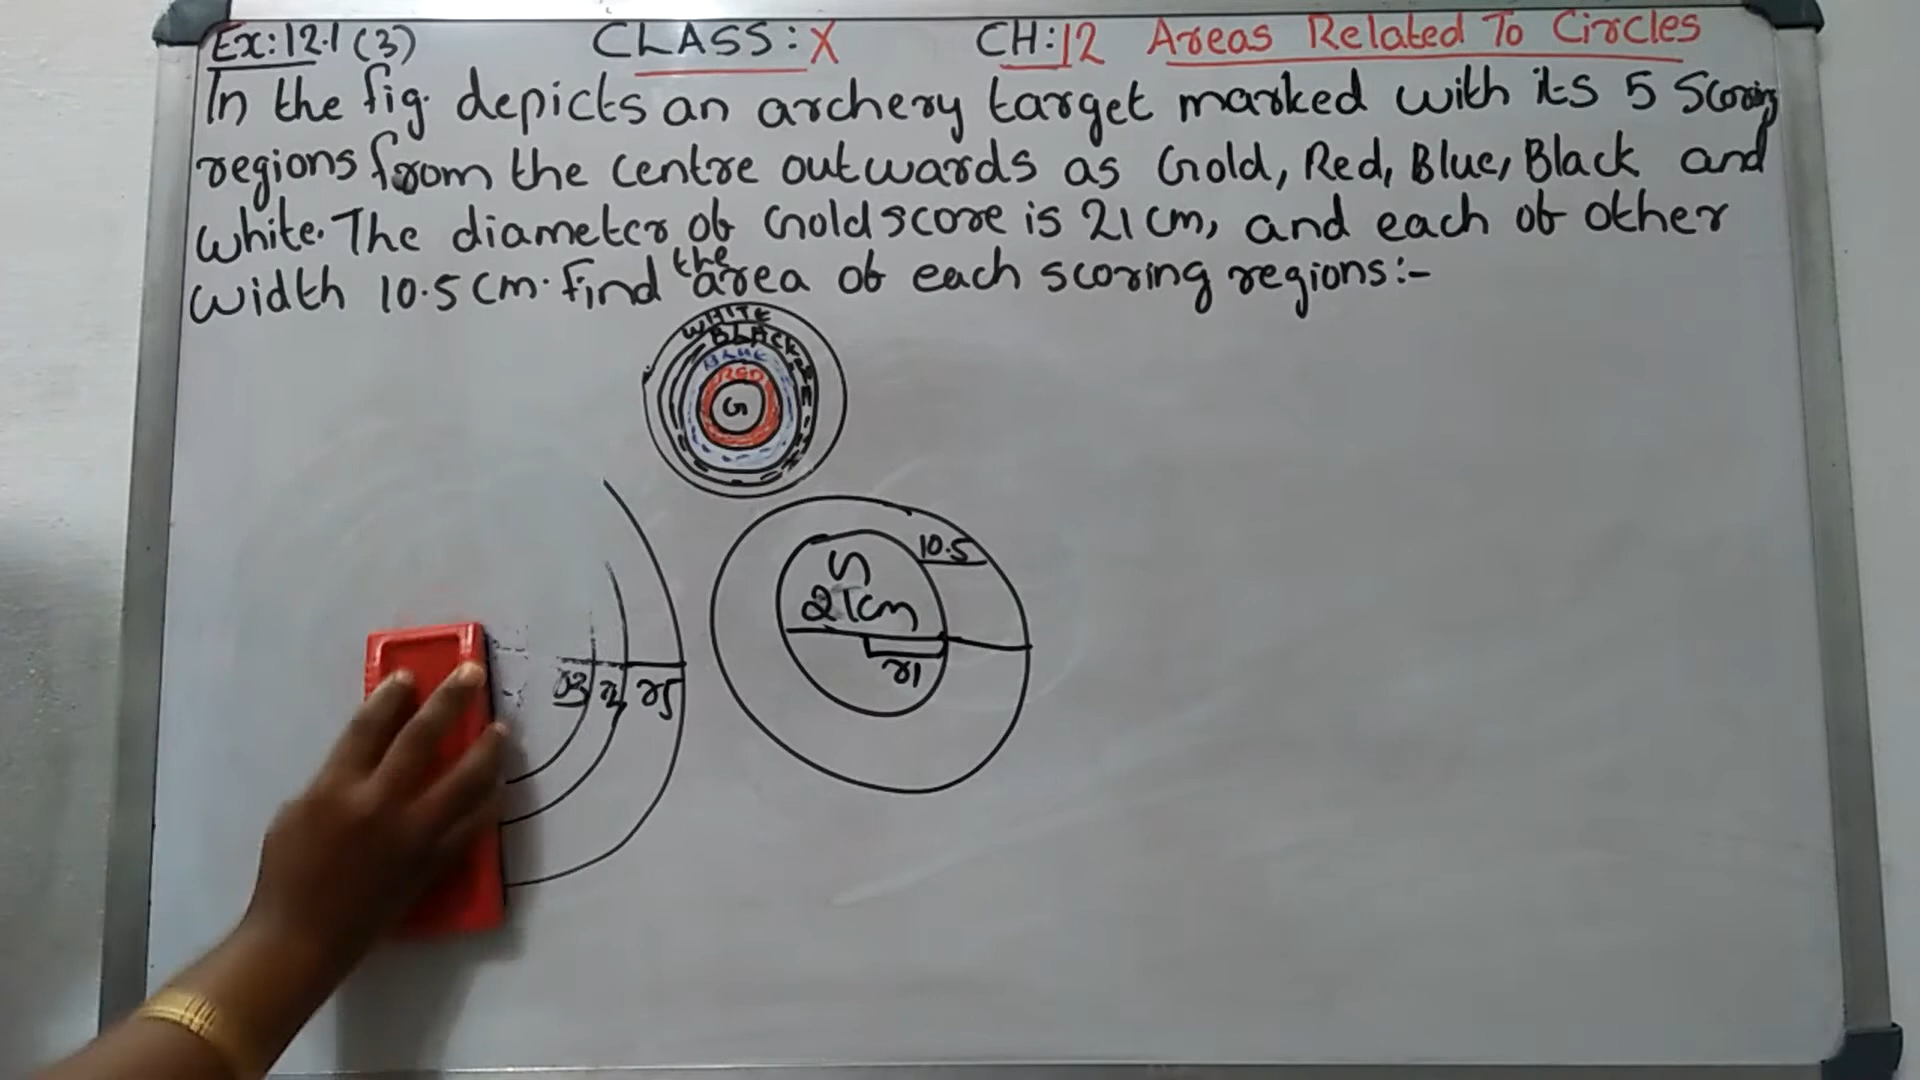 Ex:12.1 (3) CLASS: X CH:12 Areas Related To Circles
In the fig. depicts an archery target marked with its 5 Scoring
regions from the centre outwards as Gold, Red, Blue, Black and
white. The diameter of Gold score is 21 cm, and each of other
width 10.5 cm. find the area of each scoring regions:-
WHITE
BLACK
BLUE
RED
G
10.5
21cm
r1
r3 r5